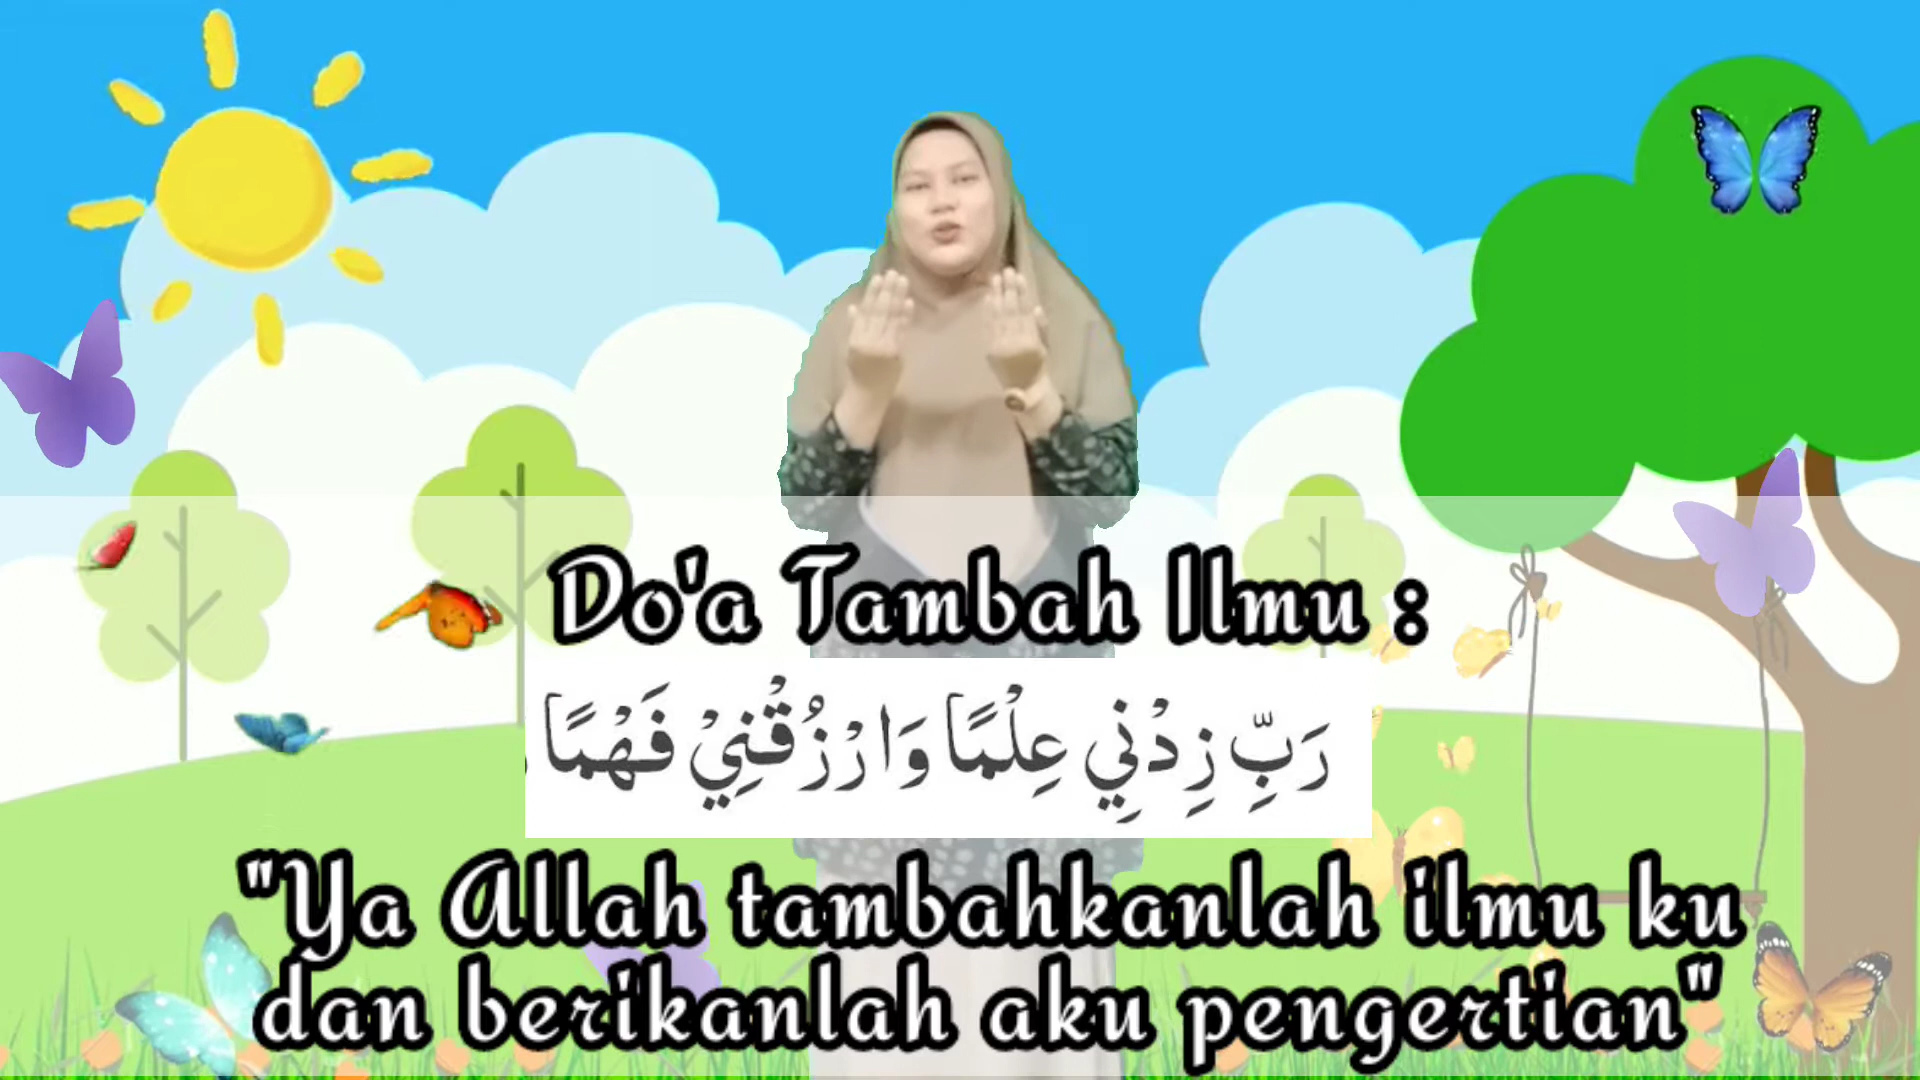 Do'a Tambah Ilmu :
رَبِّ زِدْنِي عِلْمًا وَارْزُقْنِيْ فَهْمًا
"Ya Allah tambahkanlah ilmu ku
dan berikanlah aku pengertian"